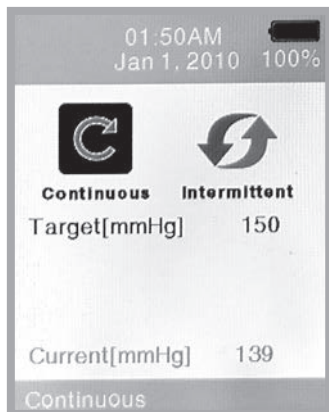 01:50AM
Jan 1, 2010 100%
Continuous Intermittent
Target[mmHg] 150
Current[mmHg] 139
Continuous